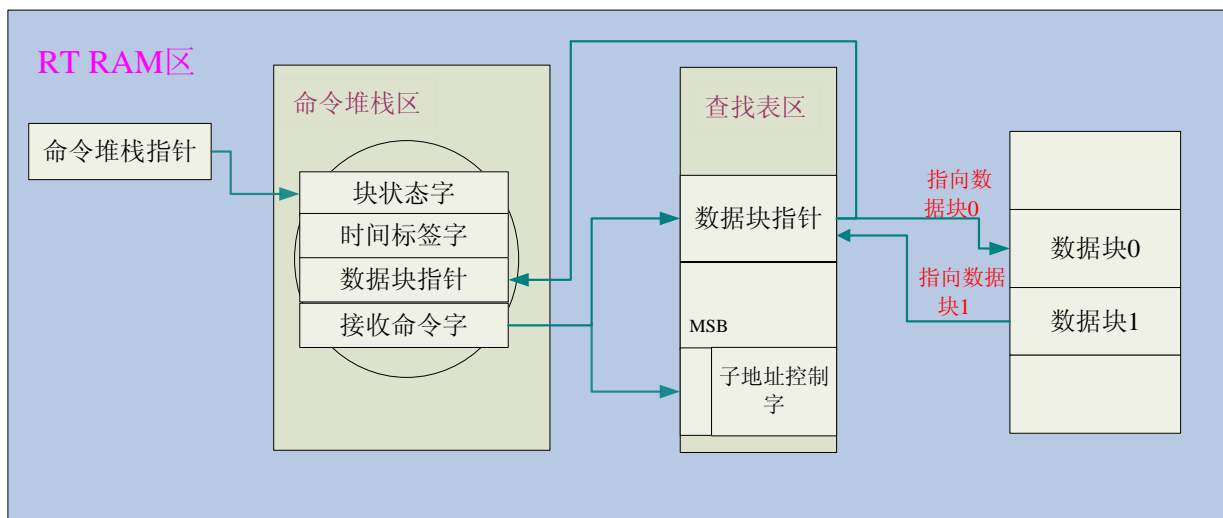 RT RAM区
命令堆栈指针
命令堆栈区
块状态字
时间标签字
数据块指针
接收命令字
查找表区
数据块指针
MSB
子地址控制
字
指向数
据块0
指向数据
块1
数据块0
数据块1